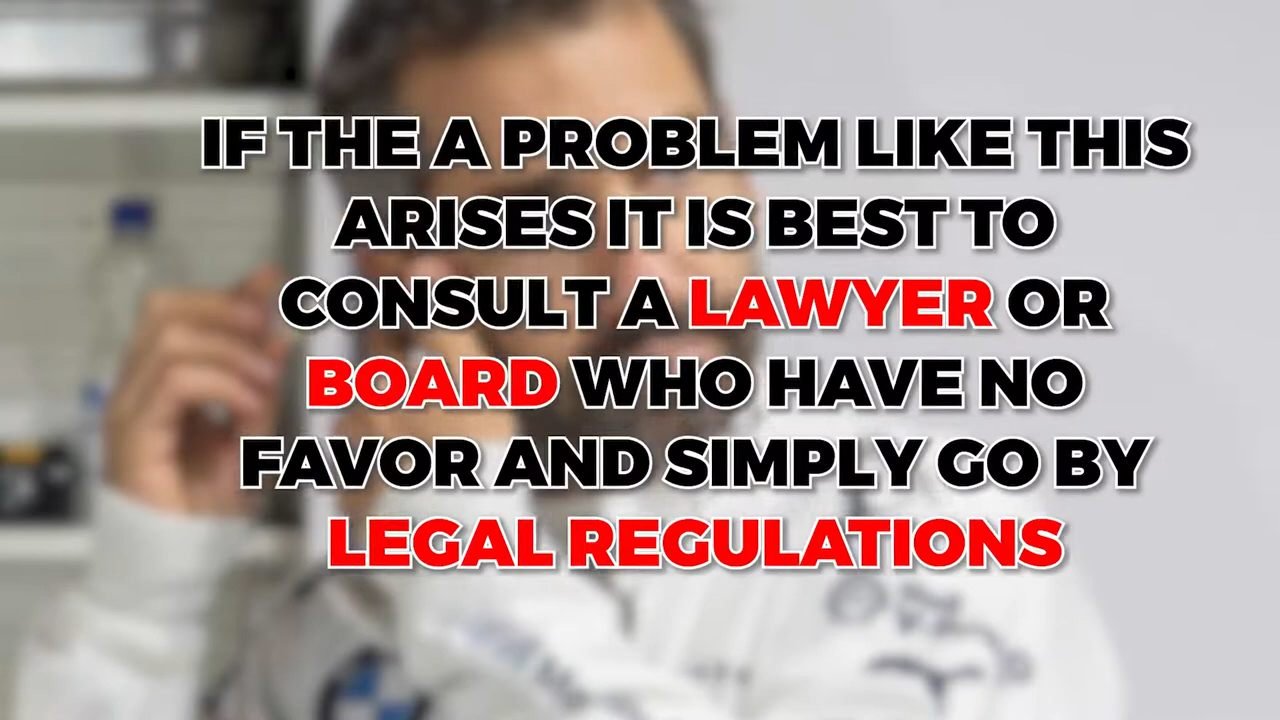 IF THE A PROBLEM LIKE THIS
ARISES IT IS BEST TO
CONSULT A LAWYER OR
BOARD WHO HAVE NO
FAVOR AND SIMPLY GO BY
LEGAL REGULATIONS